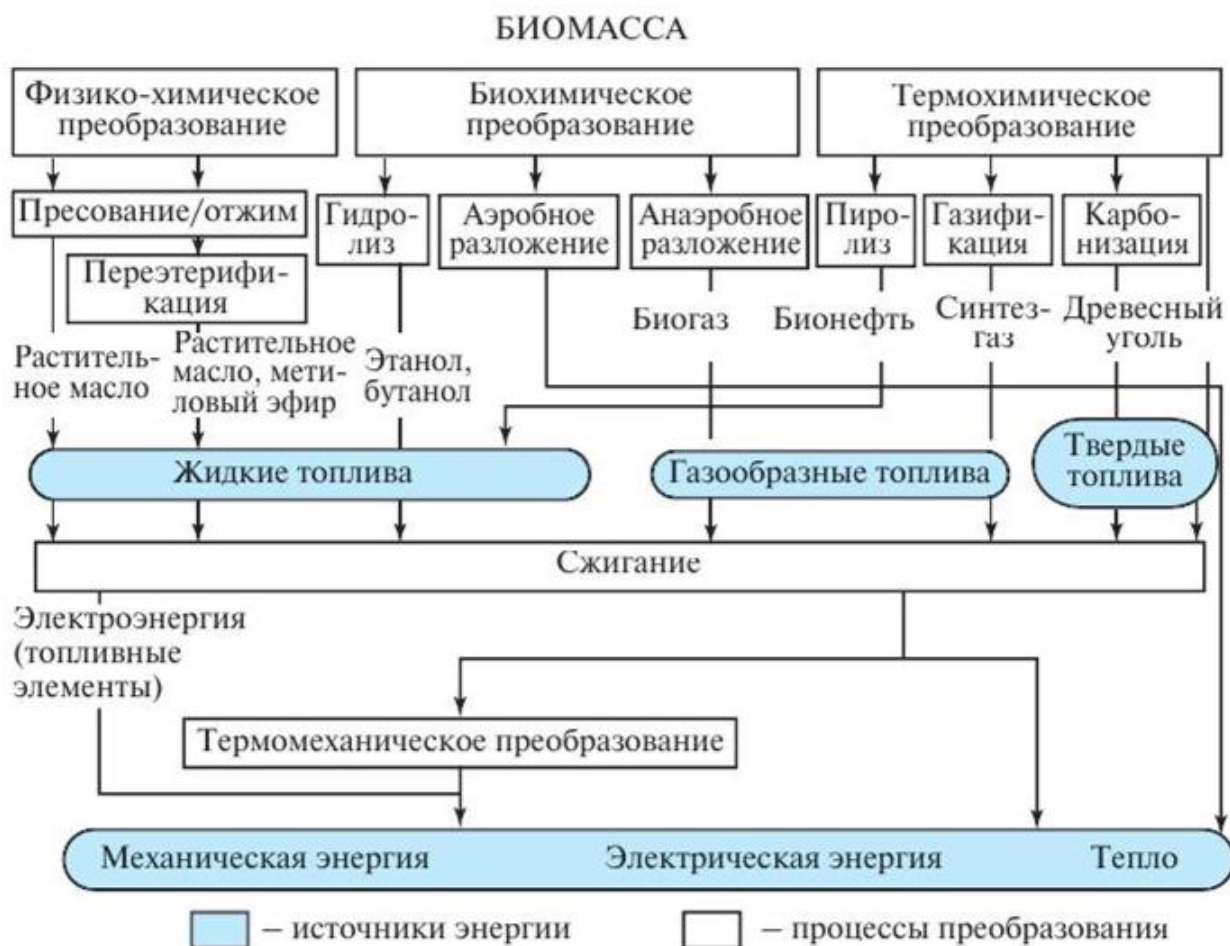 БИОМАССА
Физико-химическое
преобразование
Биохимическое
преобразование
Термохимическое
преобразование
Пресование/отжим
Гидро-
лиз
Аэробное
разложение
Анаэробное
разложение
Пиро-
лиз
Газифи-
кация
Карбо-
низация
Переэтерифи-
кация
Биогаз
Бионефть
Синтез-
газ
Древесный
уголь
Раститель-
ное масло
Растительное
масло, мети-
ловый эфир
Этанол,
бутанол
Жидкие топлива
Газообразные топлива
Твердые
топлива
Сжигание
Электроэнергия
(топливные
элементы)
Термомеханическое преобразование
Механическая энергия
Электрическая энергия
Тепло
– источники энергии
– процессы преобразования